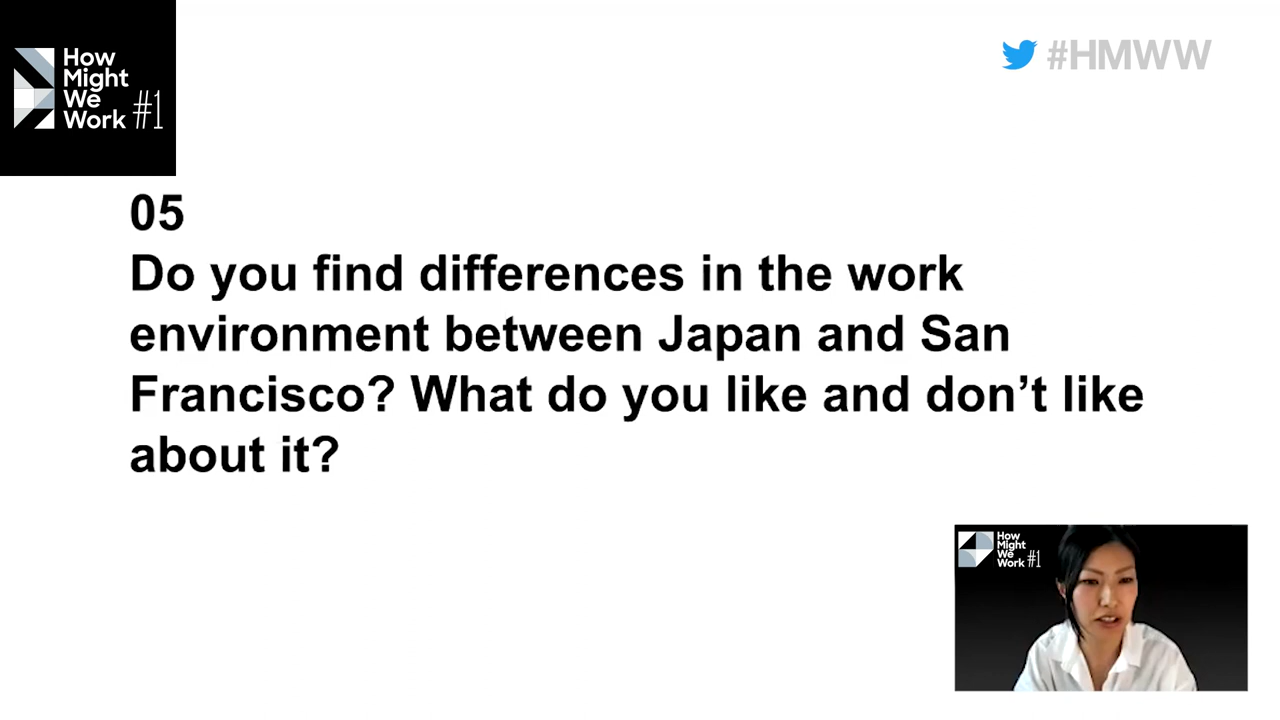 How
Might
We
Work #1
#HMWW
05
Do you find differences in the work
environment between Japan and San
Francisco? What do you like and don’t like
about it?
How
Might
We
Work #1